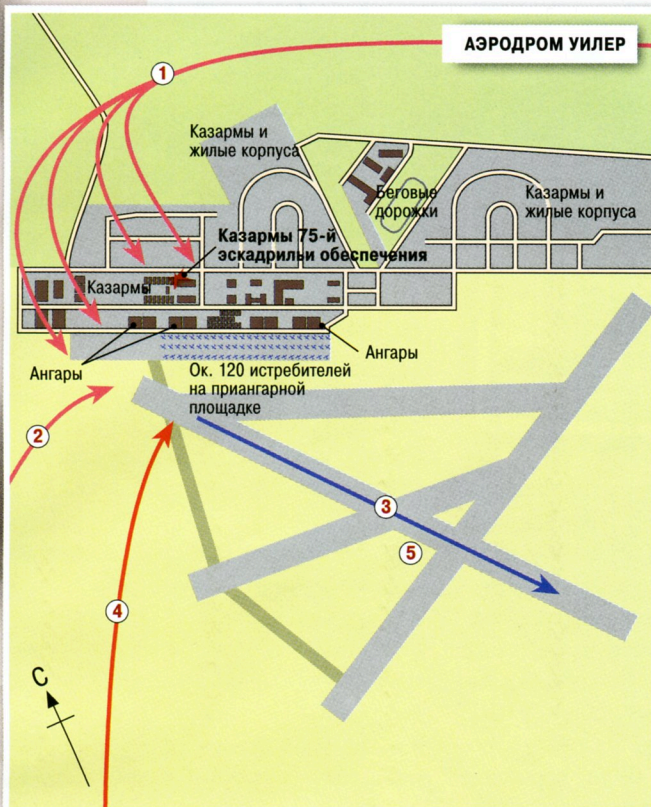 АЭРОДРОМ УИЛЕР
1
Казармы и
жилые корпуса
Беговые
дорожки
Казармы и
жилые корпуса
Казармы 75-й
эскадрильи обеспечения
Казармы
Ангары
Ок. 120 истребителей
на приангарной
площадке
Ангары
2
3
5
4
С